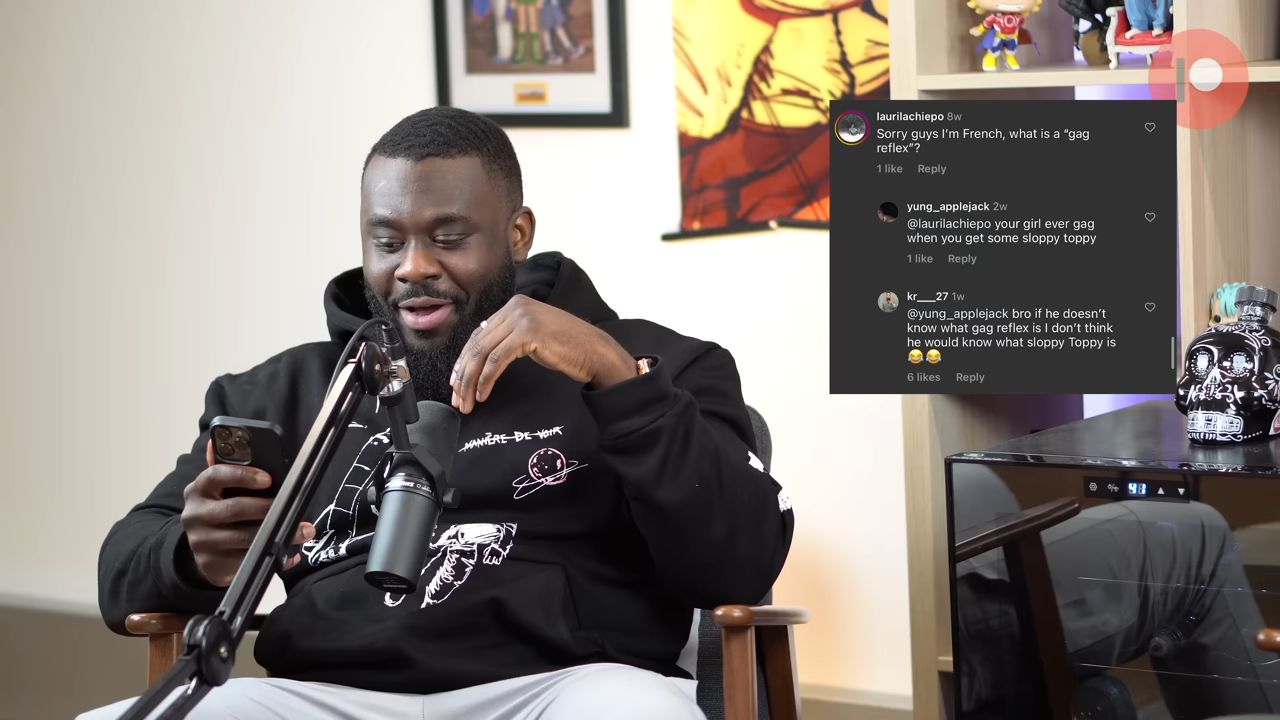 laurilachiepo 8w
Sorry guys I’m French, what is a “gag
reflex”?
1 like Reply
yung_applejack 2w
@laurilachiepo your girl ever gag
when you get some sloppy toppy
1 like Reply
kr___27 1w
@yung_applejack bro if he doesn’t
know what gag reflex is I don’t think
he would know what sloppy Toppy is
😂😂
6 likes Reply
MANIÈRE DE VOIR
SHURE
41